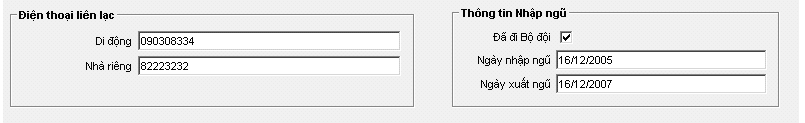 Điện thoại liên lạc
Di động 090308334
Nhà riêng 82223232
Thông tin Nhập ngũ
Đã đi Bộ đội
Ngày nhập ngũ 16/12/2005
Ngày xuất ngũ 16/12/2007